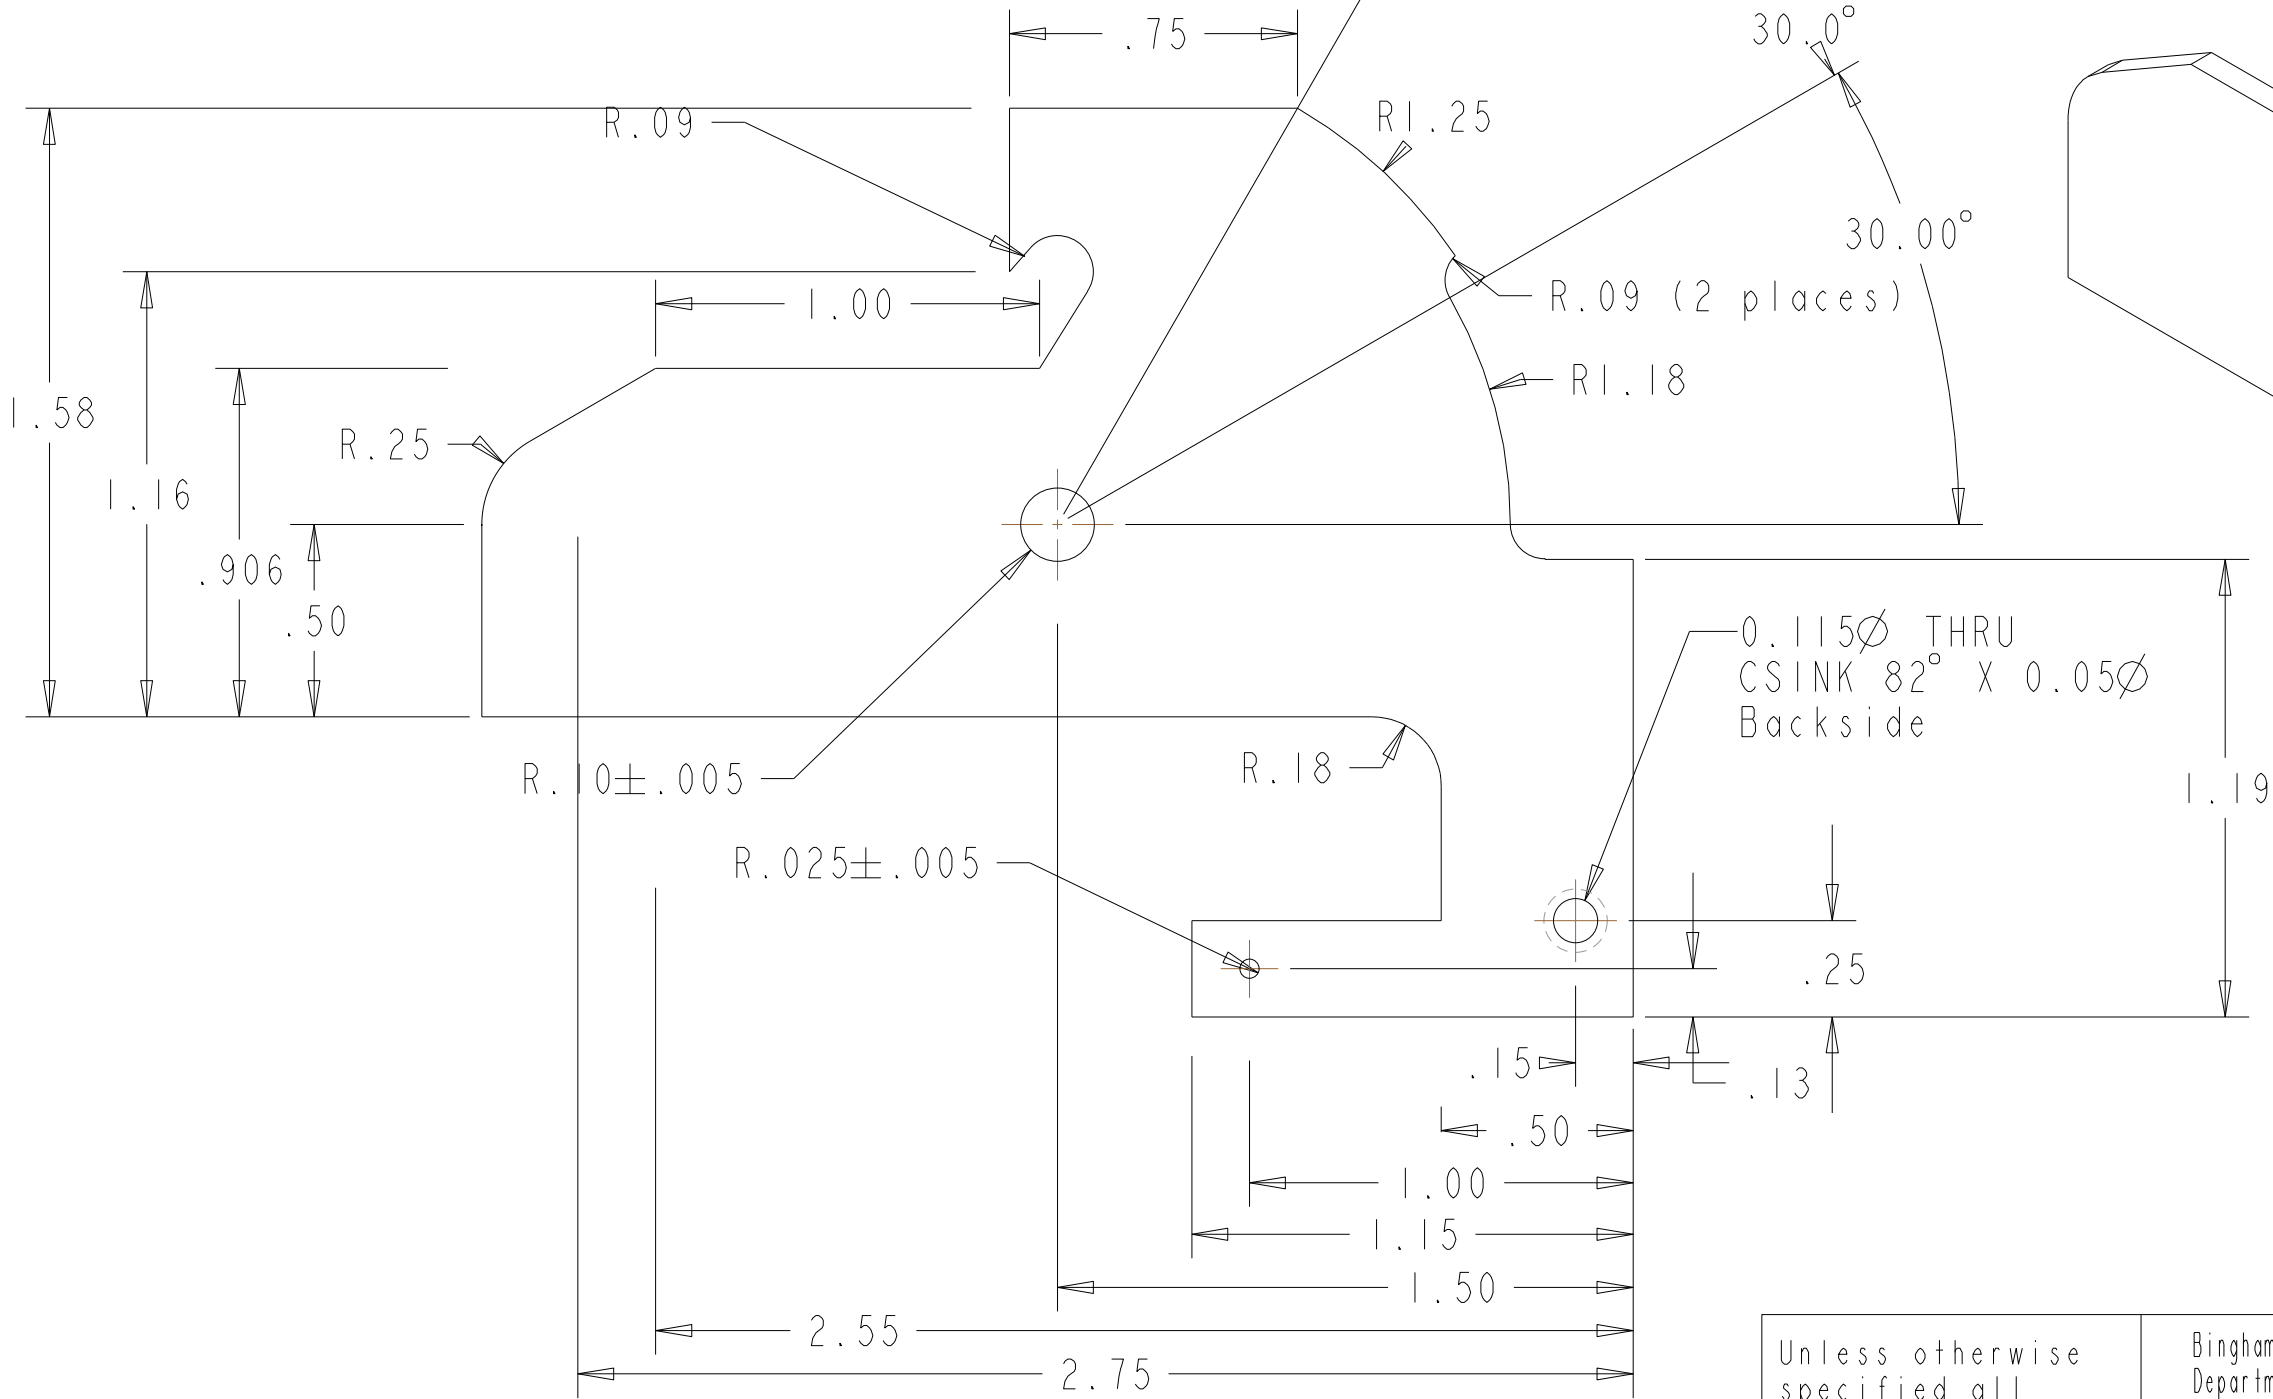 .75
30.0°
R.09
R1.25
30.00°
1.00
R.09 (2 places)
R1.18
1.58
R.25
1.16
.906
.50
0.115Ø THRU
CSINK 82° X 0.05Ø
Backside
R.10±.005
R.18
1.19
R.025±.005
.25
.15
.13
.50
1.00
1.15
1.50
2.55
2.75
Unless otherwise
specified all